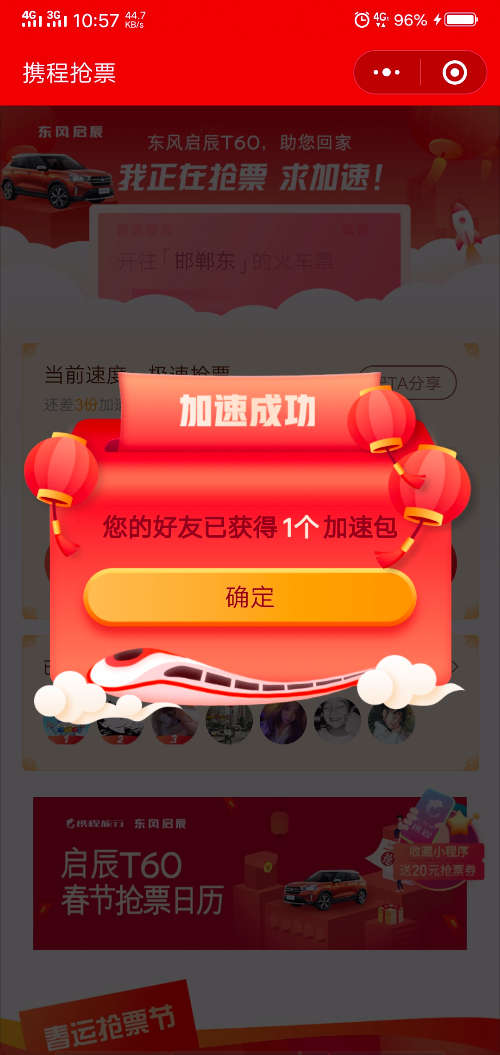 4G 3G 10:57 44.7 KB/s 4G 96%
携程抢票
东风启辰
东风启辰T60，助您回家
我正在抢票 求加速！
开往「邯郸东」的火车票
当前速度 极速抢票
TA分享
还差3份加速
加速成功
您的好友已获得1个加速包
确定
1 2 3
携程旅行 东风启辰
启辰T60
春节抢票日历
收藏小程序
送20元抢票券
春运抢票节